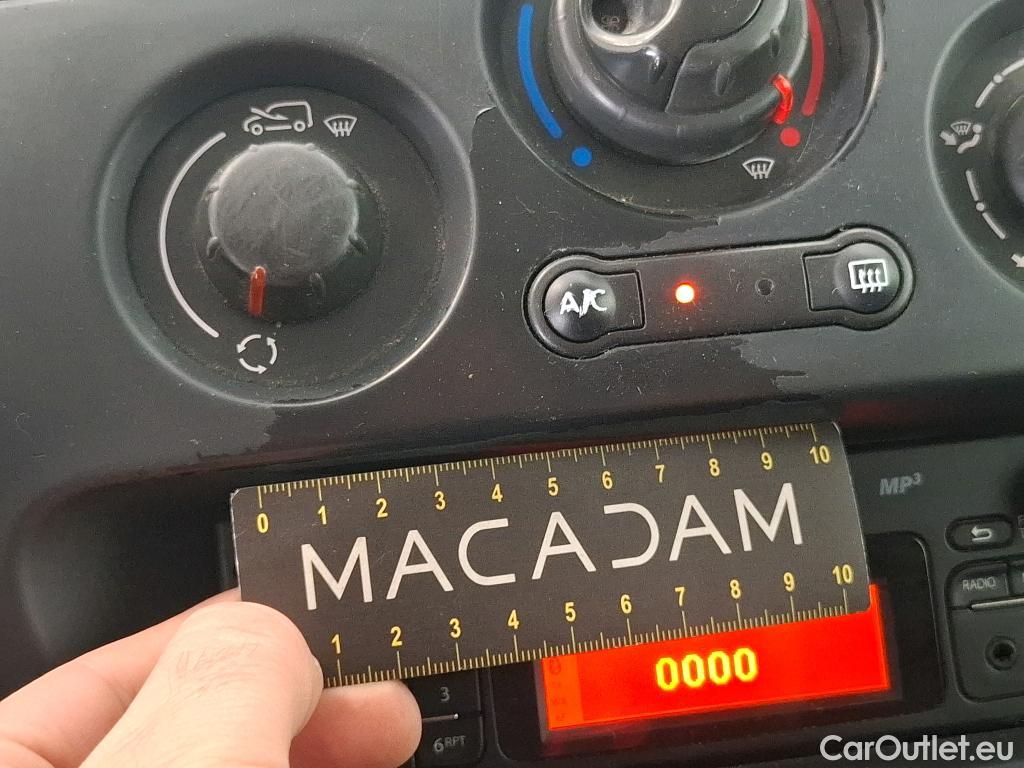 A/C
MP3
0 1 2 3 4 5 6 7 8 9 10
MACADAM
1 2 3 4 5 6 7 8 9 10
RADIO
0000
3
6RPT
CarOutlet.eu